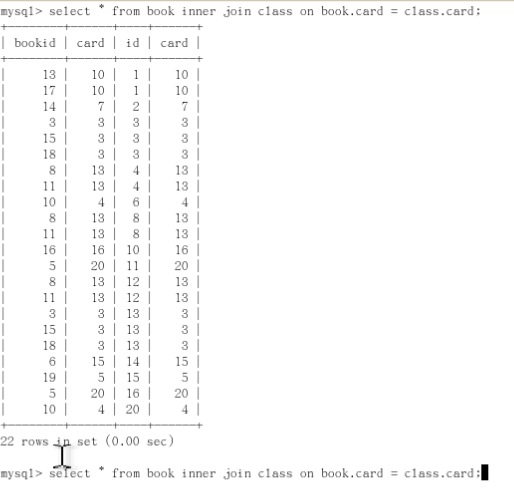 mysql> select * from book inner join class on book.card = class.card;
+--------+------+----+------+
| bookid | card | id | card |
+--------+------+----+------+
| 13 | 10 | 1 | 10 |
| 17 | 10 | 1 | 10 |
| 14 | 7 | 2 | 7 |
| 3 | 3 | 3 | 3 |
| 15 | 3 | 3 | 3 |
| 18 | 3 | 3 | 3 |
| 8 | 13 | 4 | 13 |
| 11 | 13 | 4 | 13 |
| 10 | 4 | 6 | 4 |
| 8 | 13 | 8 | 13 |
| 11 | 13 | 8 | 13 |
| 16 | 16 | 10 | 16 |
| 5 | 20 | 11 | 20 |
| 8 | 13 | 12 | 13 |
| 11 | 13 | 12 | 13 |
| 3 | 3 | 13 | 3 |
| 15 | 3 | 13 | 3 |
| 18 | 3 | 13 | 3 |
| 6 | 15 | 14 | 15 |
| 19 | 5 | 15 | 5 |
| 5 | 20 | 16 | 20 |
| 10 | 4 | 20 | 4 |
+--------+------+----+------+
22 rows in set (0.00 sec)
mysql> select * from book inner join class on book.card = class.card;